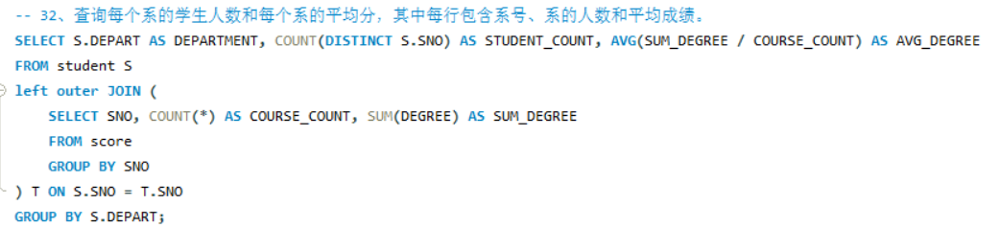 -- 32、查询每个系的学生人数和每个系的平均分，其中每行包含系号、系的人数和平均成绩。
SELECT S.DEPART AS DEPARTMENT, COUNT(DISTINCT S.SNO) AS STUDENT_COUNT, AVG(SUM_DEGREE / COURSE_COUNT) AS AVG_DEGREE
FROM student S
left outer JOIN (
    SELECT SNO, COUNT(*) AS COURSE_COUNT, SUM(DEGREE) AS SUM_DEGREE
    FROM score
    GROUP BY SNO
) T ON S.SNO = T.SNO
GROUP BY S.DEPART;